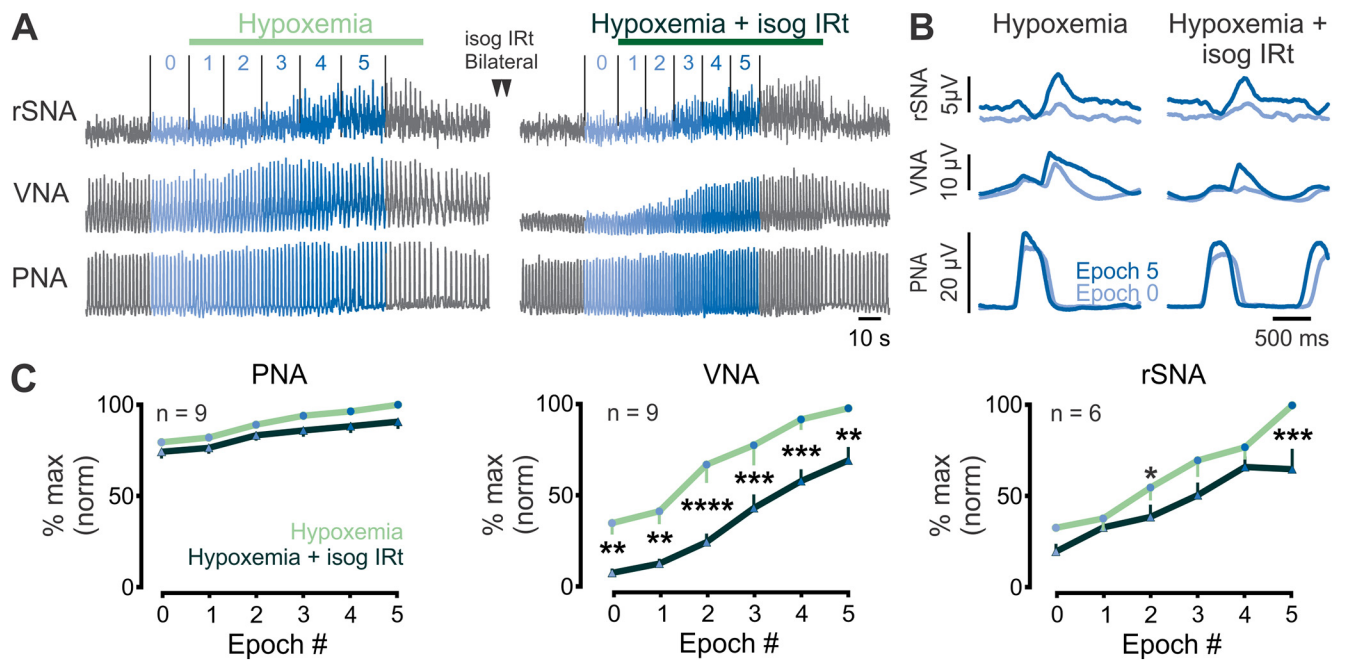 A
Hypoxemia
isog IRt
Bilateral
Hypoxemia + isog IRt
0 1 2 3 4 5
0 1 2 3 4 5
rSNA
VNA
PNA
10 s
B
Hypoxemia
Hypoxemia +
isog IRt
rSNA
5µV
VNA
10 µV
PNA
20 µV
Epoch 5
Epoch 0
500 ms
C
PNA
n = 9
100
50
0
% max
(norm)
Hypoxemia
Hypoxemia + isog IRt
0 1 2 3 4 5
Epoch #
VNA
n = 9
100
50
0
% max
(norm)
** ** **** *** *** **
0 1 2 3 4 5
Epoch #
rSNA
n = 6
100
50
0
% max
(norm)
* ***
0 1 2 3 4 5
Epoch #